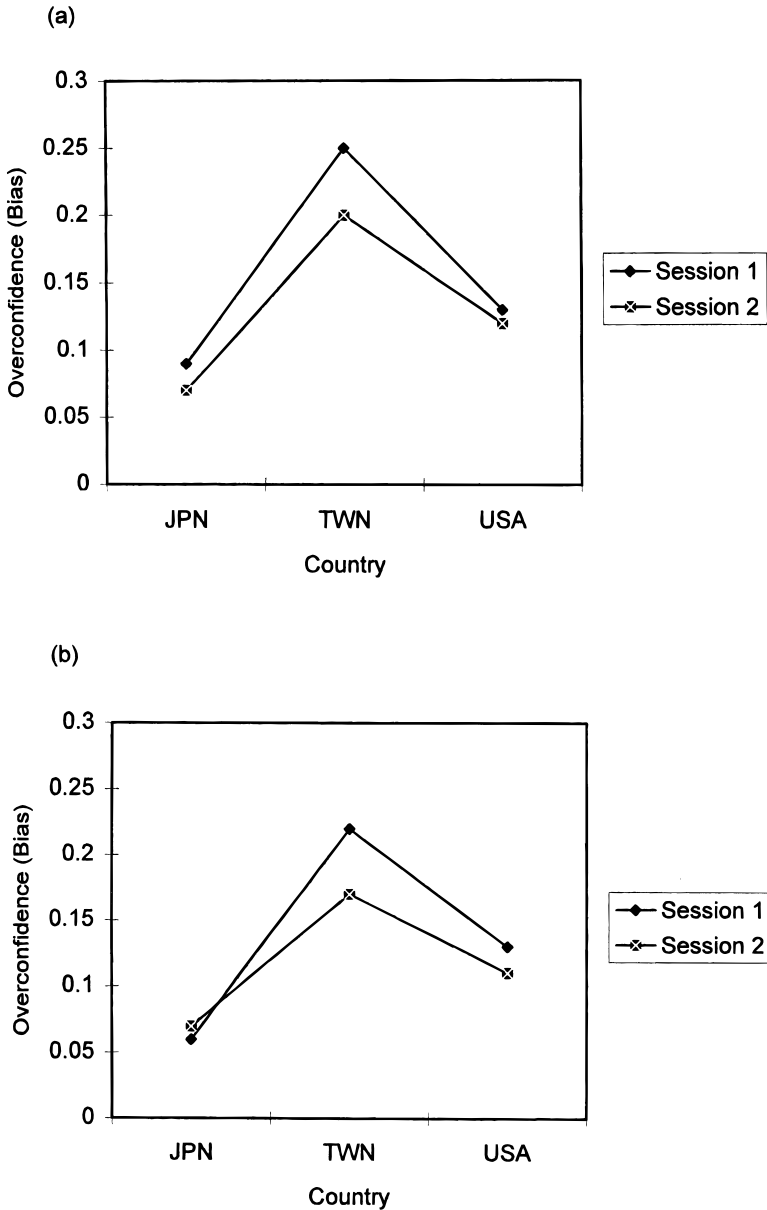 (a)
0.3
0.25
0.2
0.15
0.1
0.05
0
Overconfidence (Bias)
JPN TWN USA
Country
Session 1
Session 2
(b)
0.3
0.25
0.2
0.15
0.1
0.05
0
Overconfidence (Bias)
JPN TWN USA
Country
Session 1
Session 2